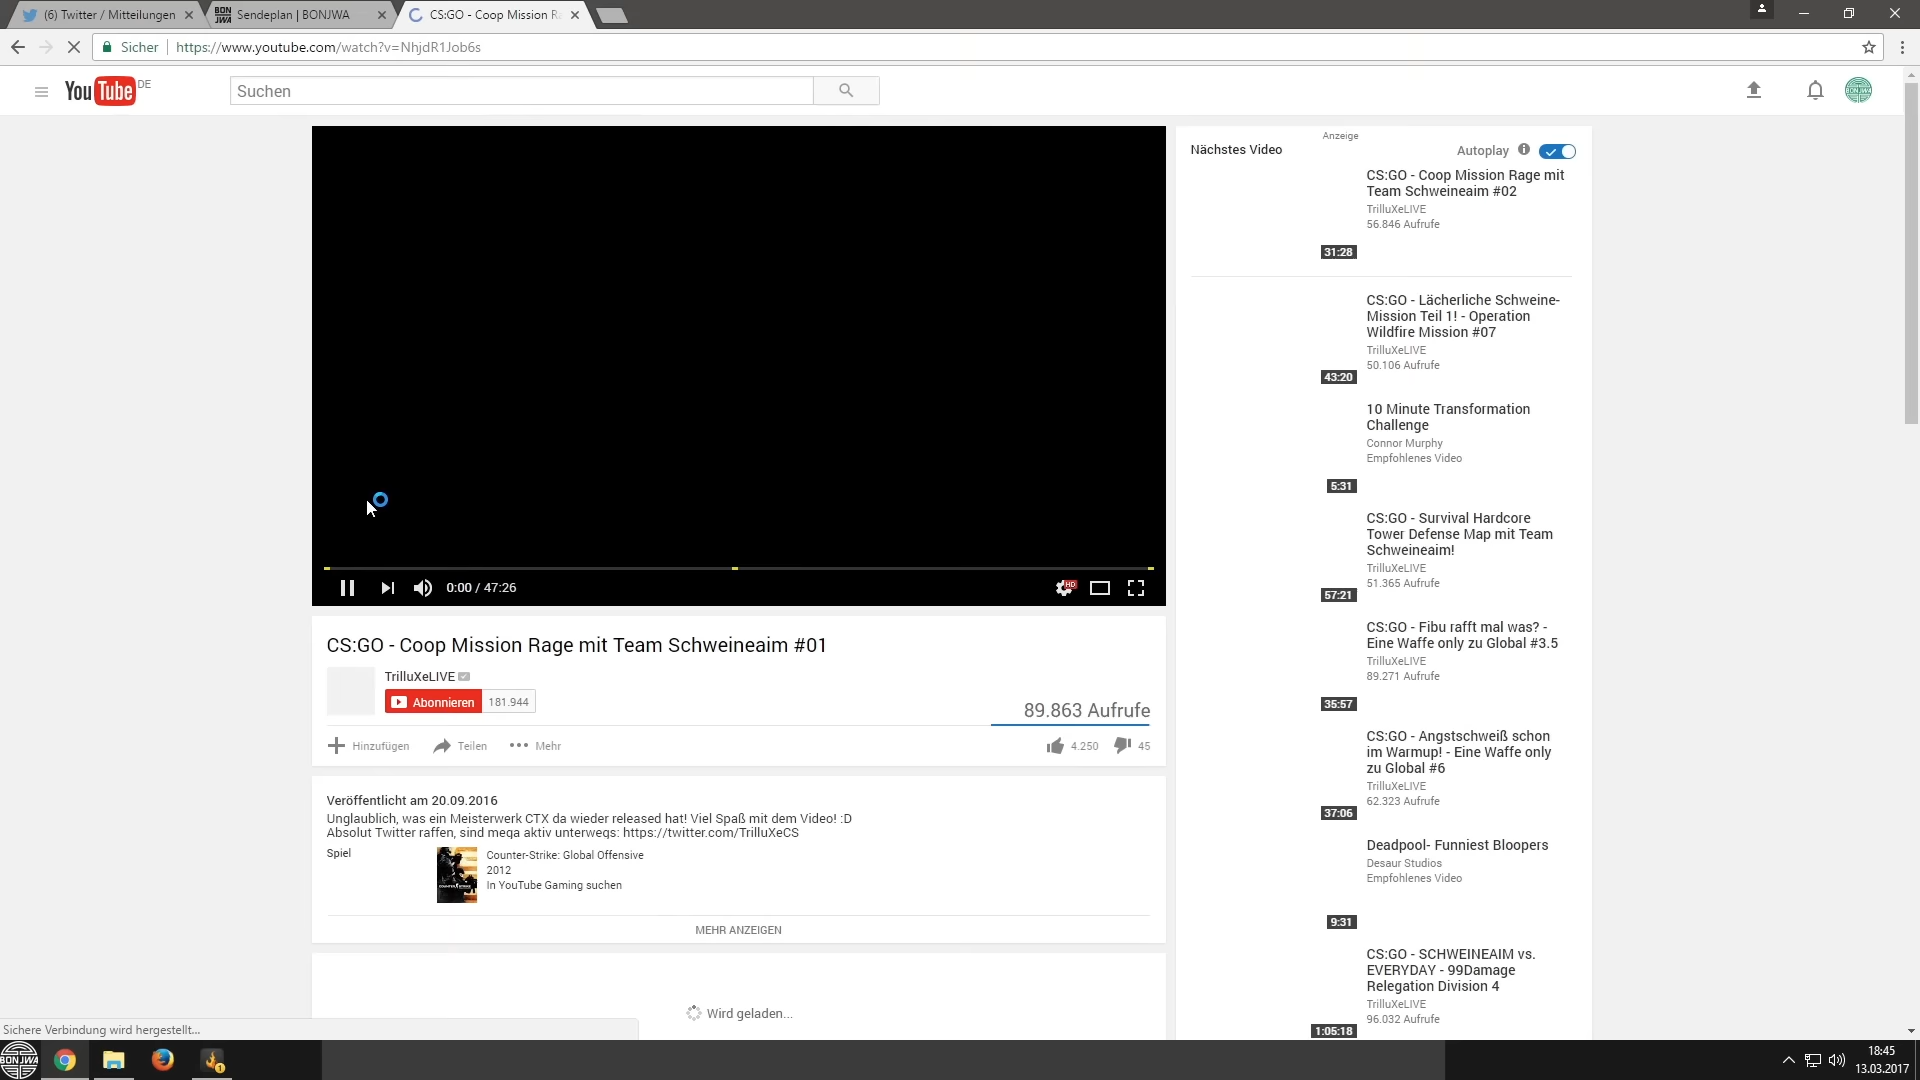 (6) Twitter / Mitteilungen
BON JWA
Sendeplan | BONJWA
CS:GO - Coop Mission Ra
Sicher
https://www.youtube.com/watch?v=NhjdR1Job6s
YouTube DE
Suchen
BONJWA
0:00 / 47:26
HD
CS:GO - Coop Mission Rage mit Team Schweineaim #01
TrilluXeLIVE
Abonnieren
181.944
89.863 Aufrufe
Hinzufügen
Teilen
Mehr
4.250
45
Veröffentlicht am 20.09.2016
Unglaublich, was ein Meisterwerk CTX da wieder released hat! Viel Spaß mit dem Video! :D
Absolut Twitter raffen, sind mega aktiv unterwegs: https://twitter.com/TrilluXeCS
Spiel
Counter-Strike: Global Offensive
2012
In YouTube Gaming suchen
MEHR ANZEIGEN
Wird geladen...
Anzeige
Nächstes Video
Autoplay
CS:GO - Coop Mission Rage mit
Team Schweineaim #02
TrilluXeLIVE
56.846 Aufrufe
31:28
CS:GO - Lächerliche Schweine-
Mission Teil 1! - Operation
Wildfire Mission #07
TrilluXeLIVE
50.106 Aufrufe
43:20
10 Minute Transformation
Challenge
Connor Murphy
Empfohlenes Video
5:31
CS:GO - Survival Hardcore
Tower Defense Map mit Team
Schweineaim!
TrilluXeLIVE
51.365 Aufrufe
57:21
CS:GO - Fibu rafft mal was? -
Eine Waffe only zu Global #3.5
TrilluXeLIVE
89.271 Aufrufe
35:57
CS:GO - Angstschweiß schon
im Warmup! - Eine Waffe only
zu Global #6
TrilluXeLIVE
62.323 Aufrufe
37:06
Deadpool- Funniest Bloopers
Desaur Studios
Empfohlenes Video
9:31
CS:GO - SCHWEINEAIM vs.
EVERYDAY - 99Damage
Relegation Division 4
TrilluXeLIVE
96.032 Aufrufe
1:05:18
Sichere Verbindung wird hergestellt...
BONJWA
1
18:45
13.03.2017